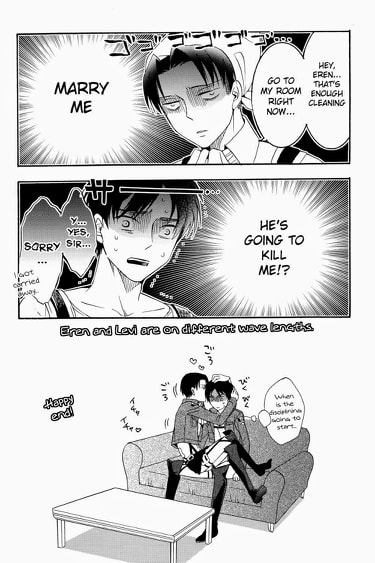 HEY,
EREN...
THAT'S
ENOUGH
CLEANING
GO TO
MY ROOM
RIGHT
NOW...
MARRY
ME
HE'S
GOING TO
KILL
ME!?
Y...
YES,
SIR...
SORRY
...
I got
carried
away.
Eren and Levi are on different wave lengths.
When
is the
disciplining
going to
start...
Happy
end!